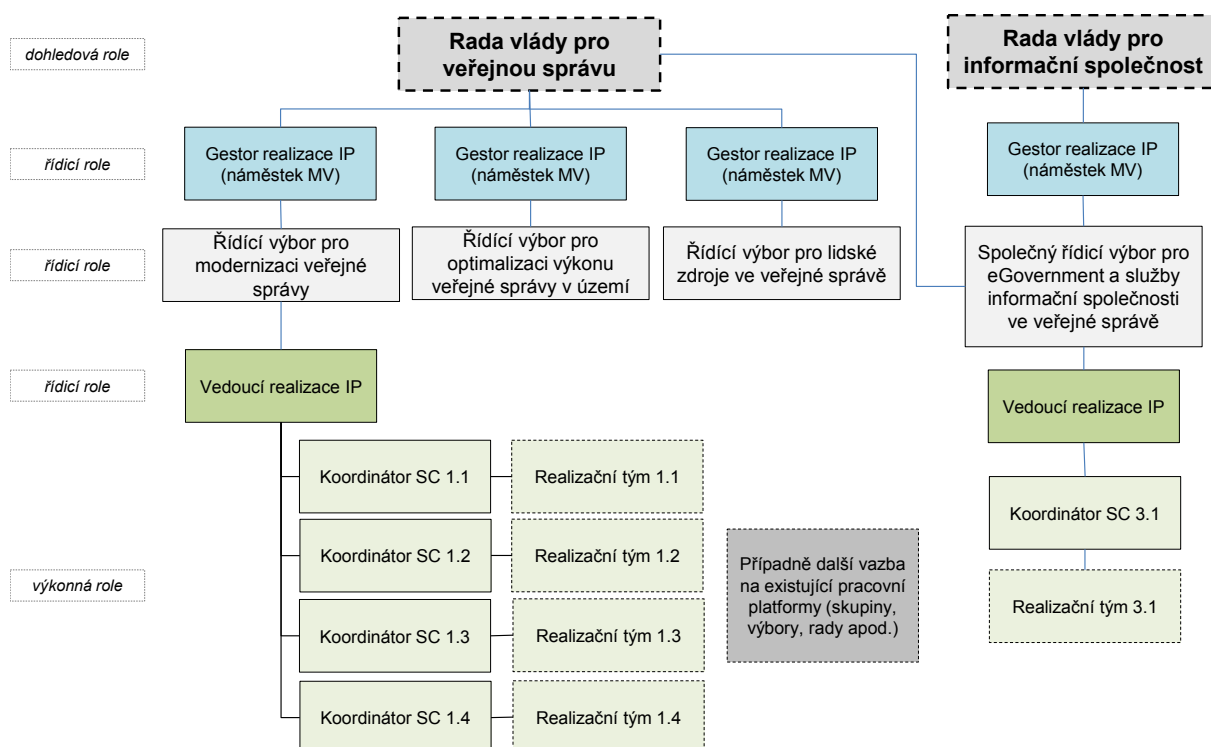 dohledová role
Rada vlády pro
veřejnou správu
Rada vlády pro
informační společnost
řídicí role
Gestor realizace IP
(náměstek MV)
Gestor realizace IP
(náměstek MV)
Gestor realizace IP
(náměstek MV)
Gestor realizace IP
(náměstek MV)
řídicí role
Řídící výbor pro
modernizaci veřejné
správy
Řídící výbor pro
optimalizaci výkonu
veřejné správy v území
Řídící výbor pro lidské
zdroje ve veřejné správě
Společný řídicí výbor pro
eGovernment a služby
informační společnosti
ve veřejné správě
řídicí role
Vedoucí realizace IP
Vedoucí realizace IP
Koordinátor SC 1.1
Realizační tým 1.1
Koordinátor SC 3.1
Koordinátor SC 1.2
Realizační tým 1.2
Případně další vazba
na existující pracovní
platformy (skupiny,
výbory, rady apod.)
výkonná role
Realizační tým 3.1
Koordinátor SC 1.3
Realizační tým 1.3
Koordinátor SC 1.4
Realizační tým 1.4